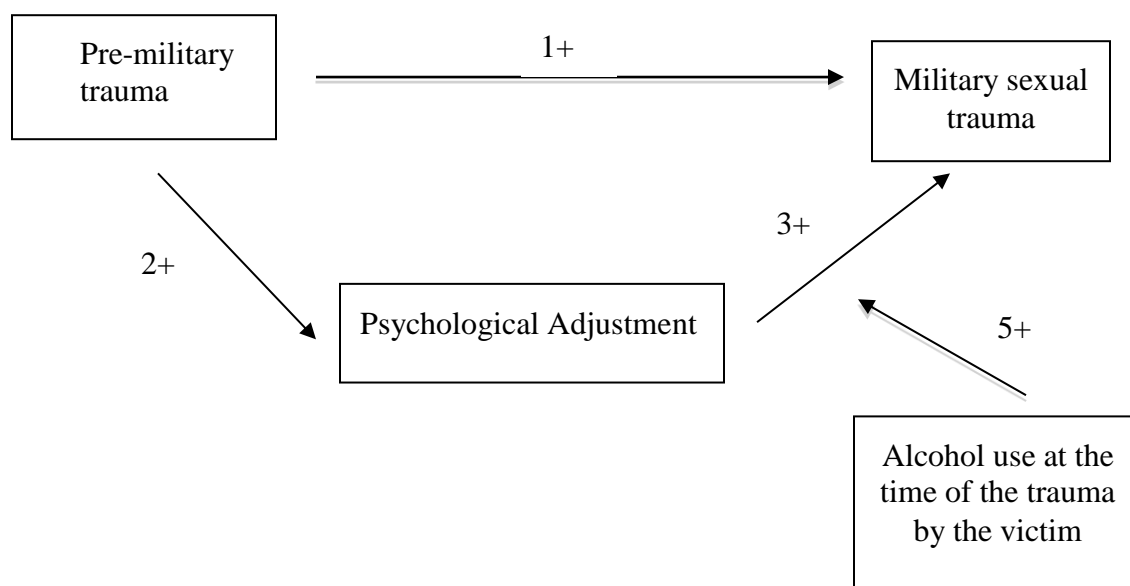 Pre-military
trauma
1+
Military sexual
trauma
2+
3+
Psychological Adjustment
5+
Alcohol use at the
time of the trauma
by the victim